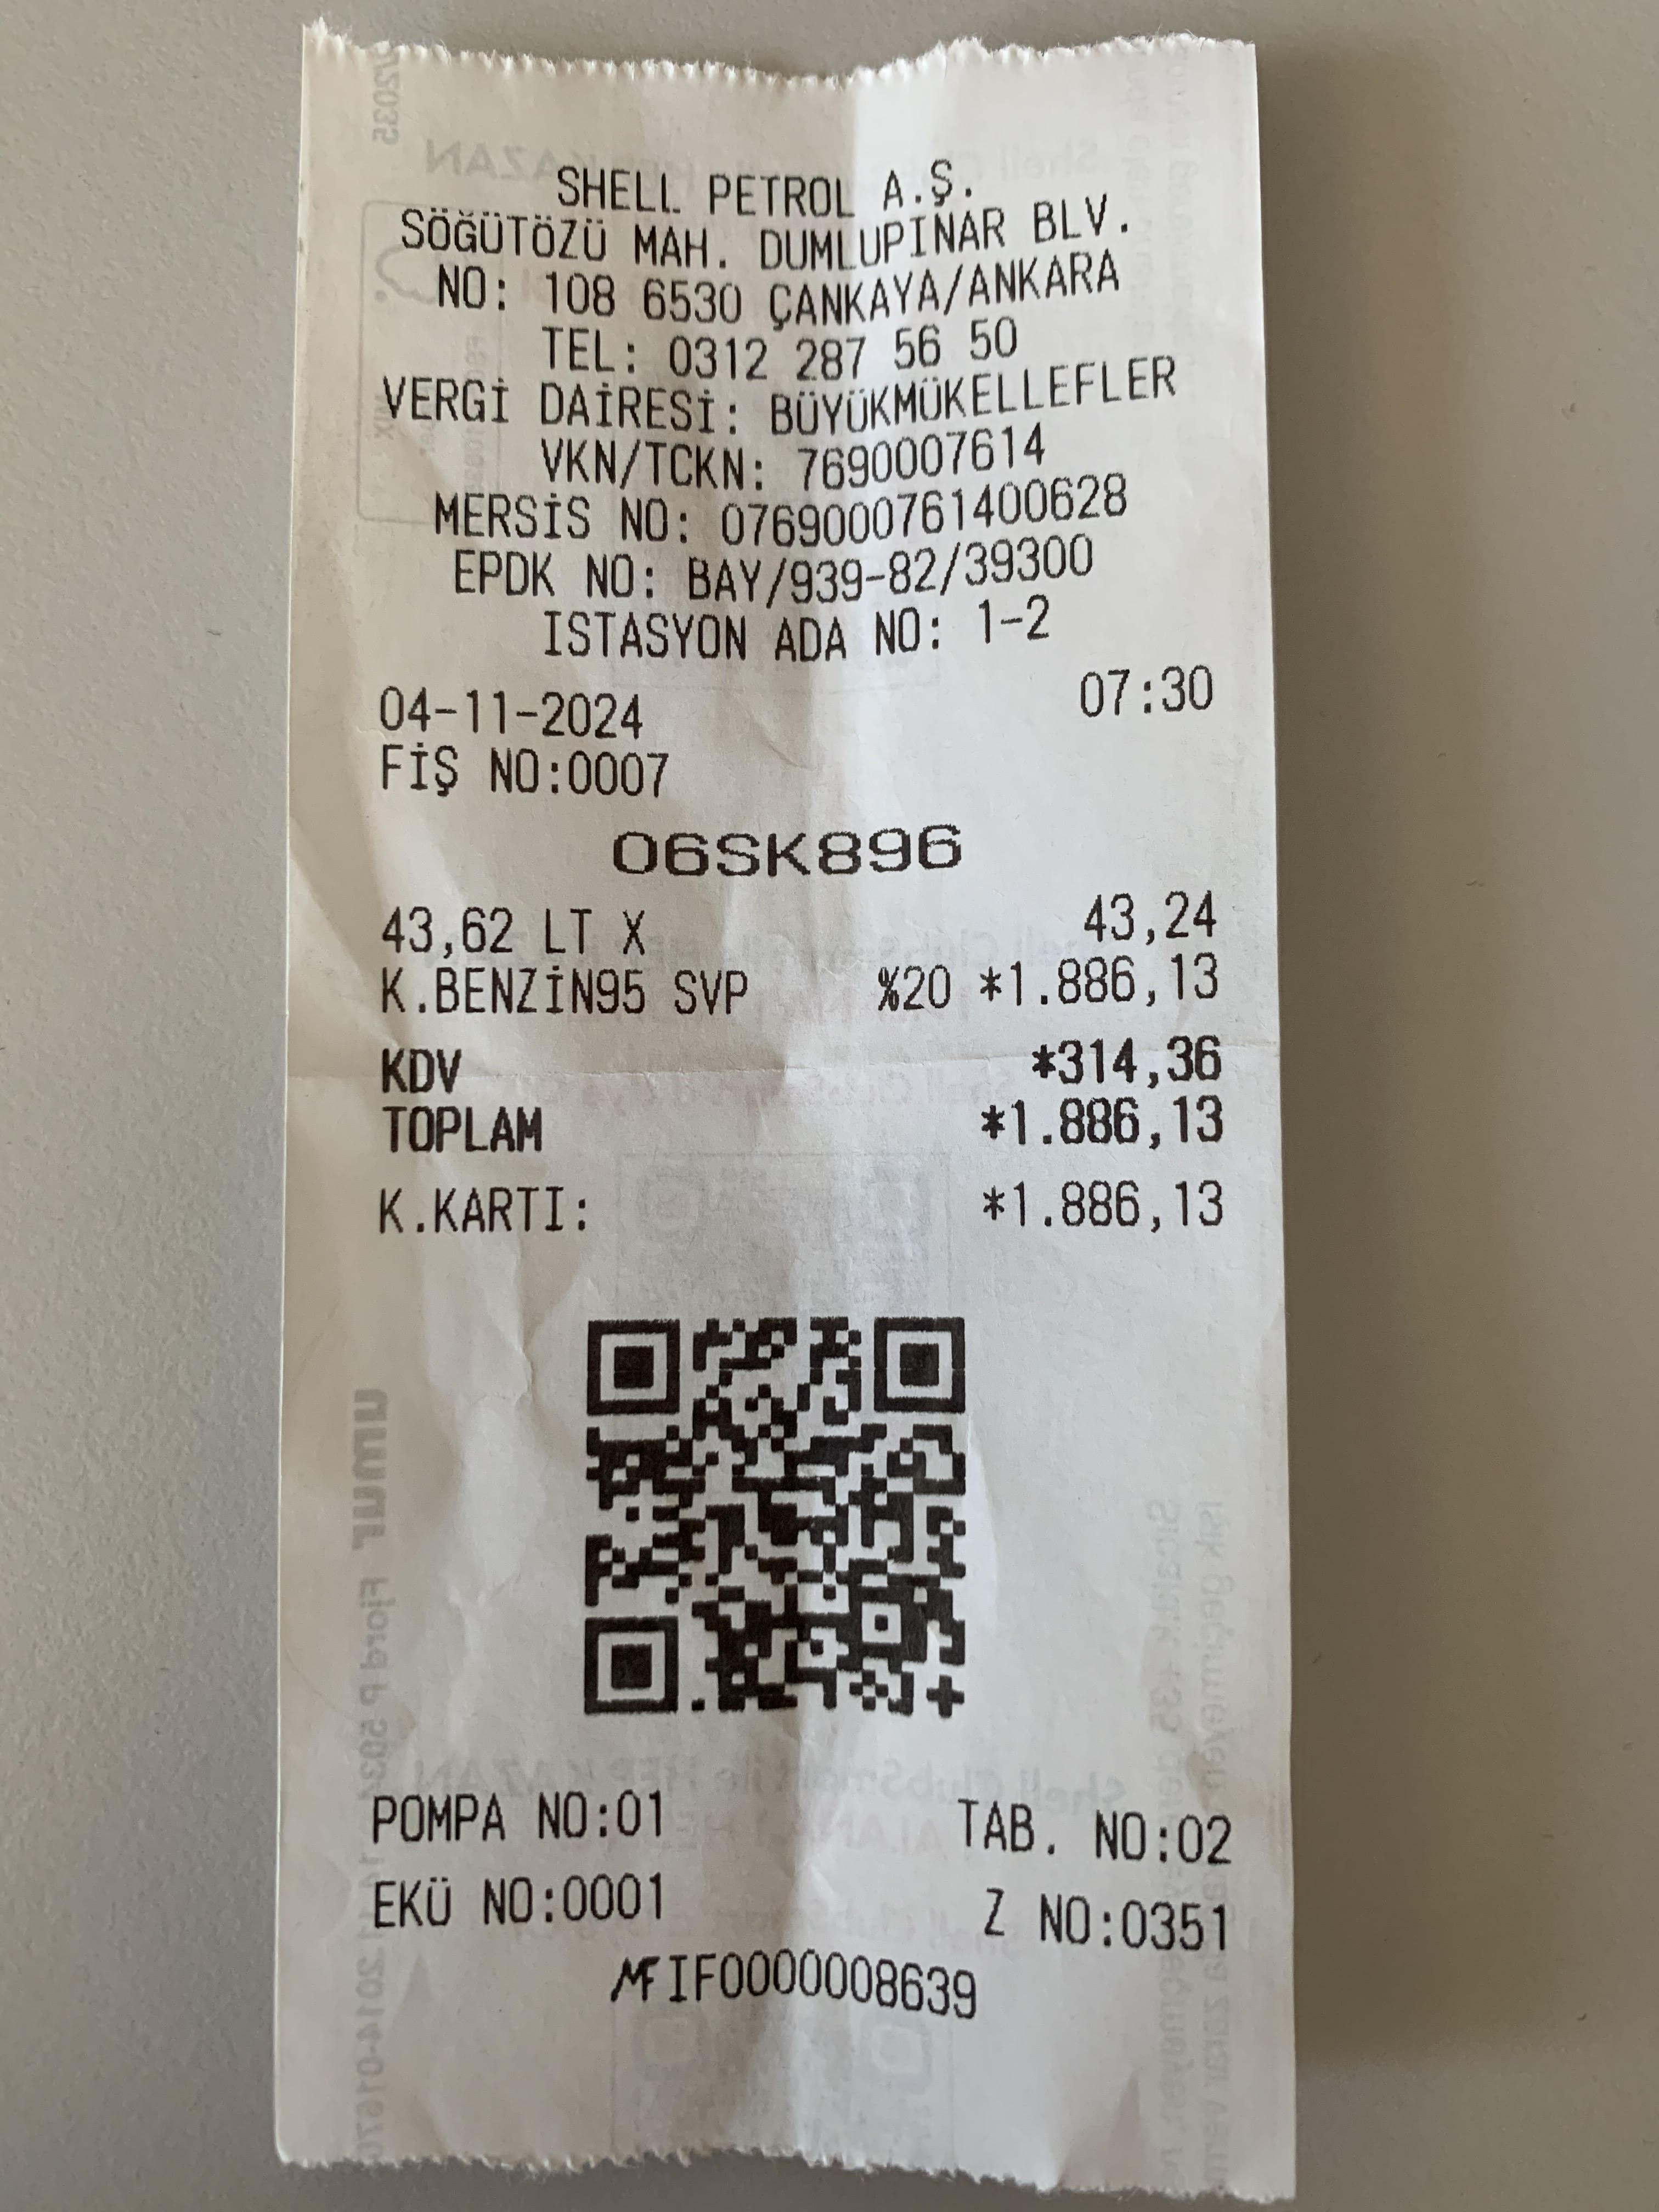 SHELL PETROL A.Ş.
SÖĞÜTÖZÜ MAH. DUMLUPINAR BLV.
NO: 108 6530 ÇANKAYA/ANKARA
TEL: 0312 287 56 50
VERGİ DAİRESİ: BÜYÜKMÜKELLEFLER
VKN/TCKN: 7690007614
MERSİS NO: 0769000761400628
EPDK NO: BAY/939-82/39300
ISTASYON ADA NO: 1-2
04-11-2024 07:30
FİŞ NO:0007
06SK896
43,62 LT X 43,24
K.BENZİN95 SVP %20 *1.886,13
KDV *314,36
TOPLAM *1.886,13
K.KARTI: *1.886,13
POMPA NO:01 TAB. NO:02
EKÜ NO:0001 Z NO:0351
MF IF0000008639